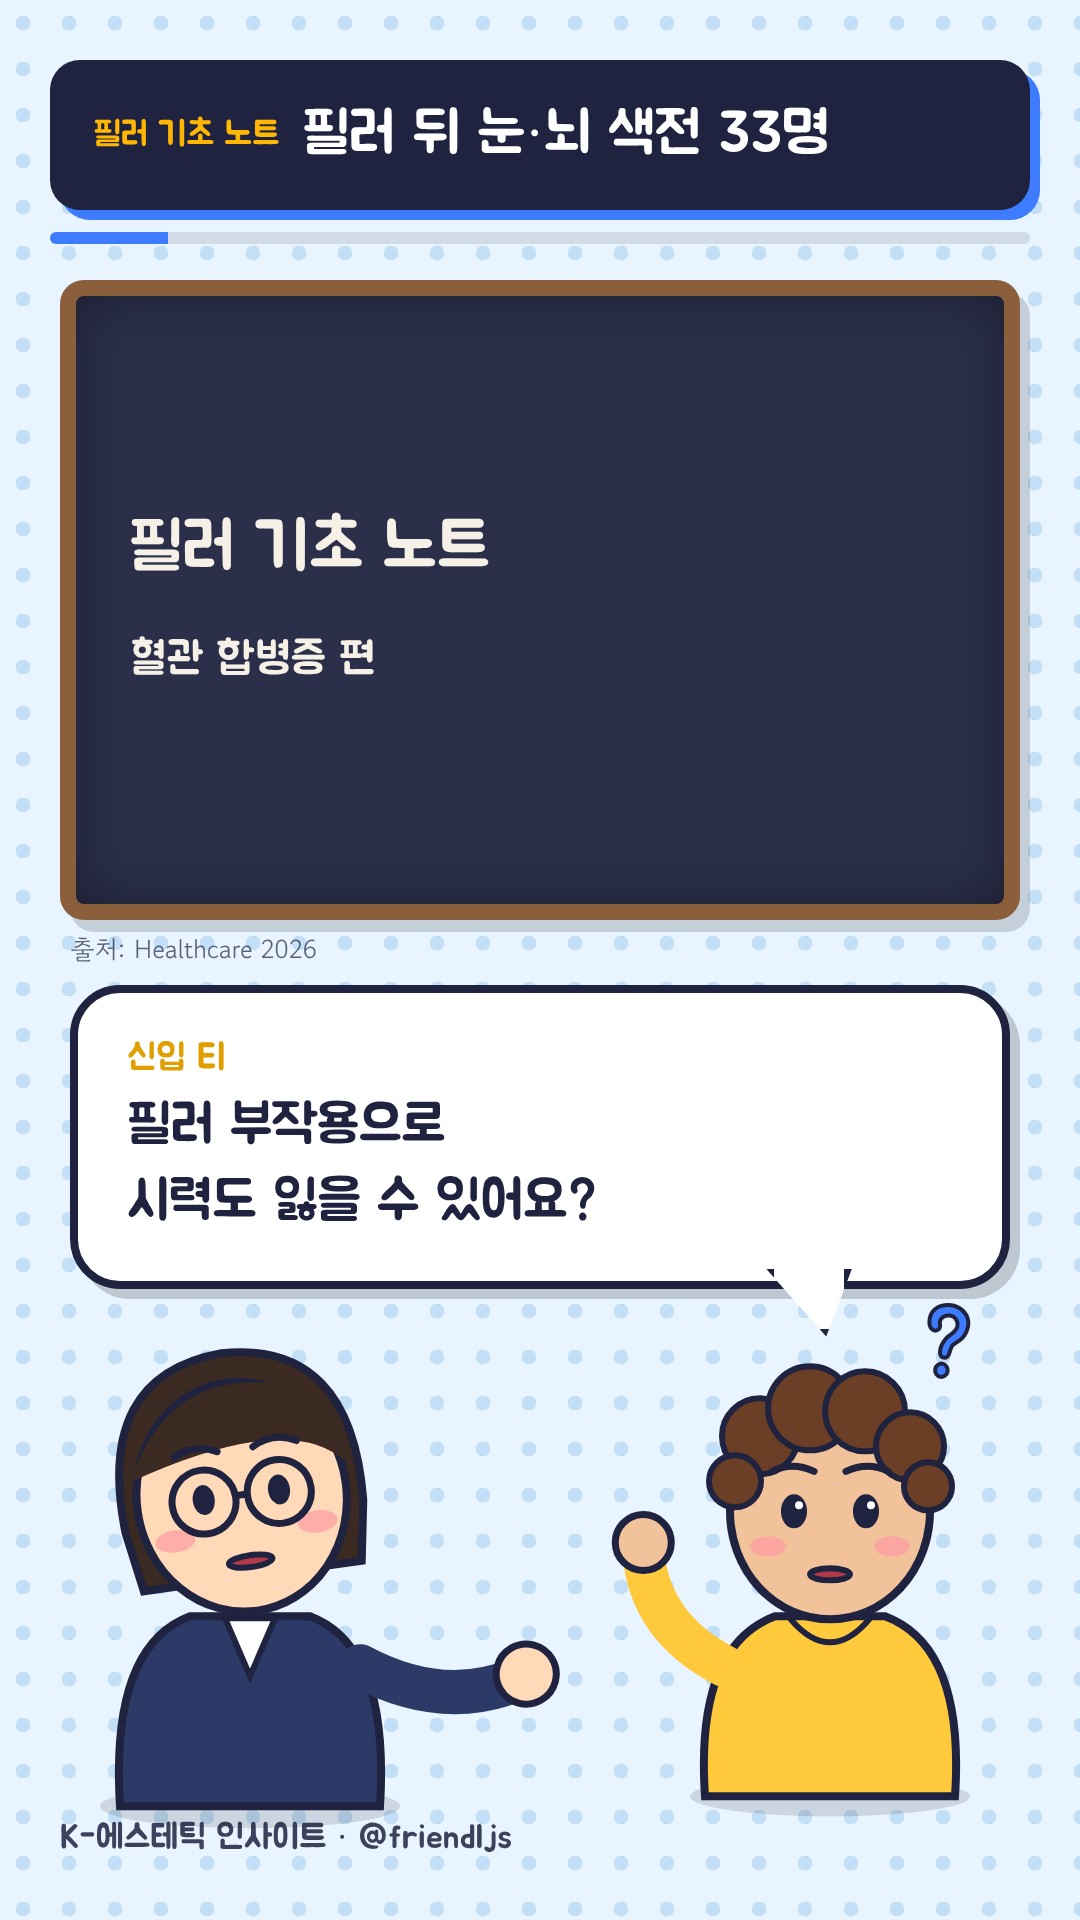 필러 기초 노트 필러 뒤 눈·뇌 색전 33명
필러 기초 노트
혈관 합병증 편
출처: Healthcare 2026
신입 티
필러 부작용으로
시력도 잃을 수 있어요?
?
K-에스테틱 인사이트 · @friendljs